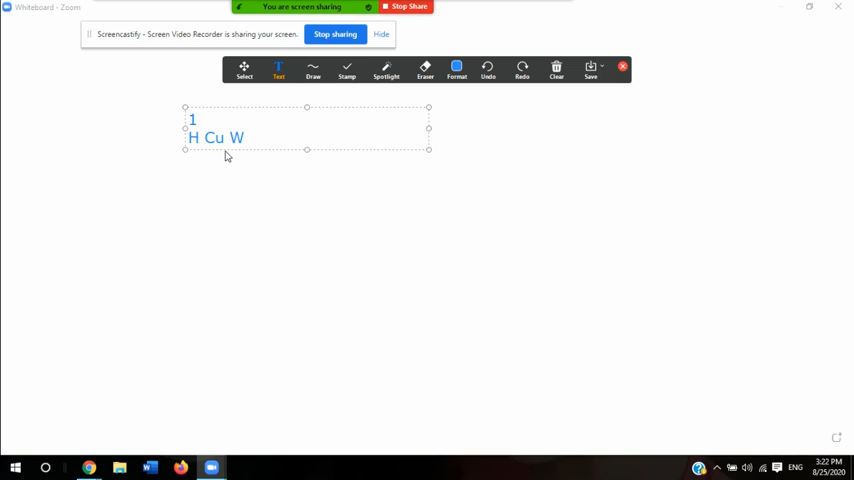 Whiteboard - Zoom
You are screen sharing
Stop Share
Screencastify - Screen Video Recorder is sharing your screen.
Stop sharing
Hide
Select
Text
Draw
Stamp
Spotlight
Eraser
Format
Undo
Redo
Clear
Save
1
H Cu W
ENG
3:22 PM
8/25/2020